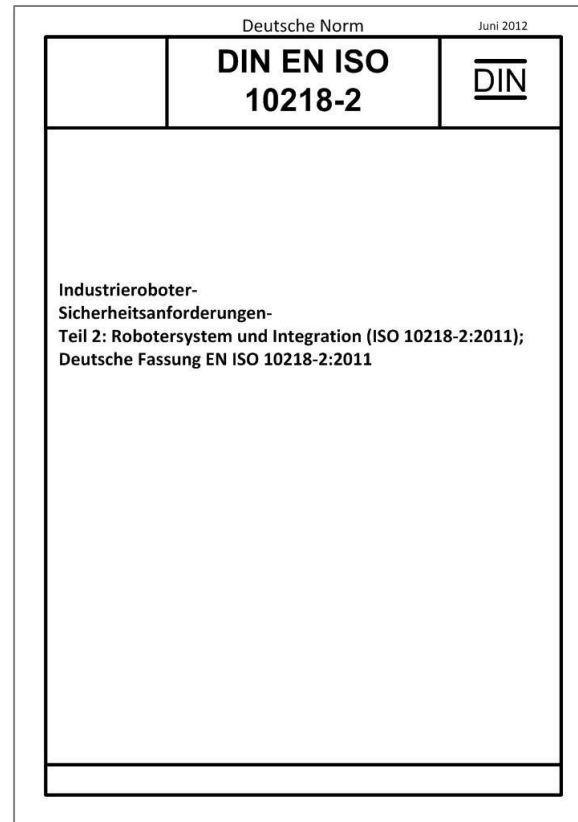 Deutsche Norm
Juni 2012
DIN EN ISO
10218-2
DIN
Industrieroboter-
Sicherheitsanforderungen-
Teil 2: Robotersystem und Integration (ISO 10218-2:2011);
Deutsche Fassung EN ISO 10218-2:2011